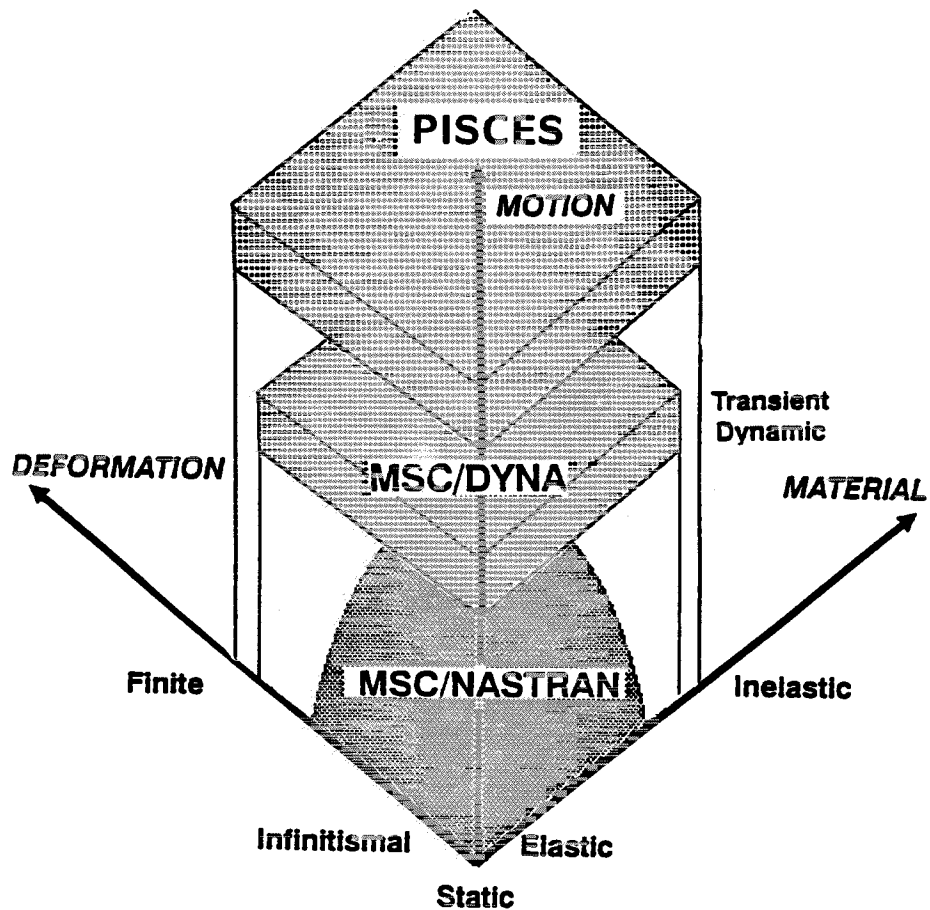 PISCES
MOTION
Transient
Dynamic
DEFORMATION
MSC/DYNA
MATERIAL
Finite
MSC/NASTRAN
Inelastic
Infinitismal
Elastic
Static